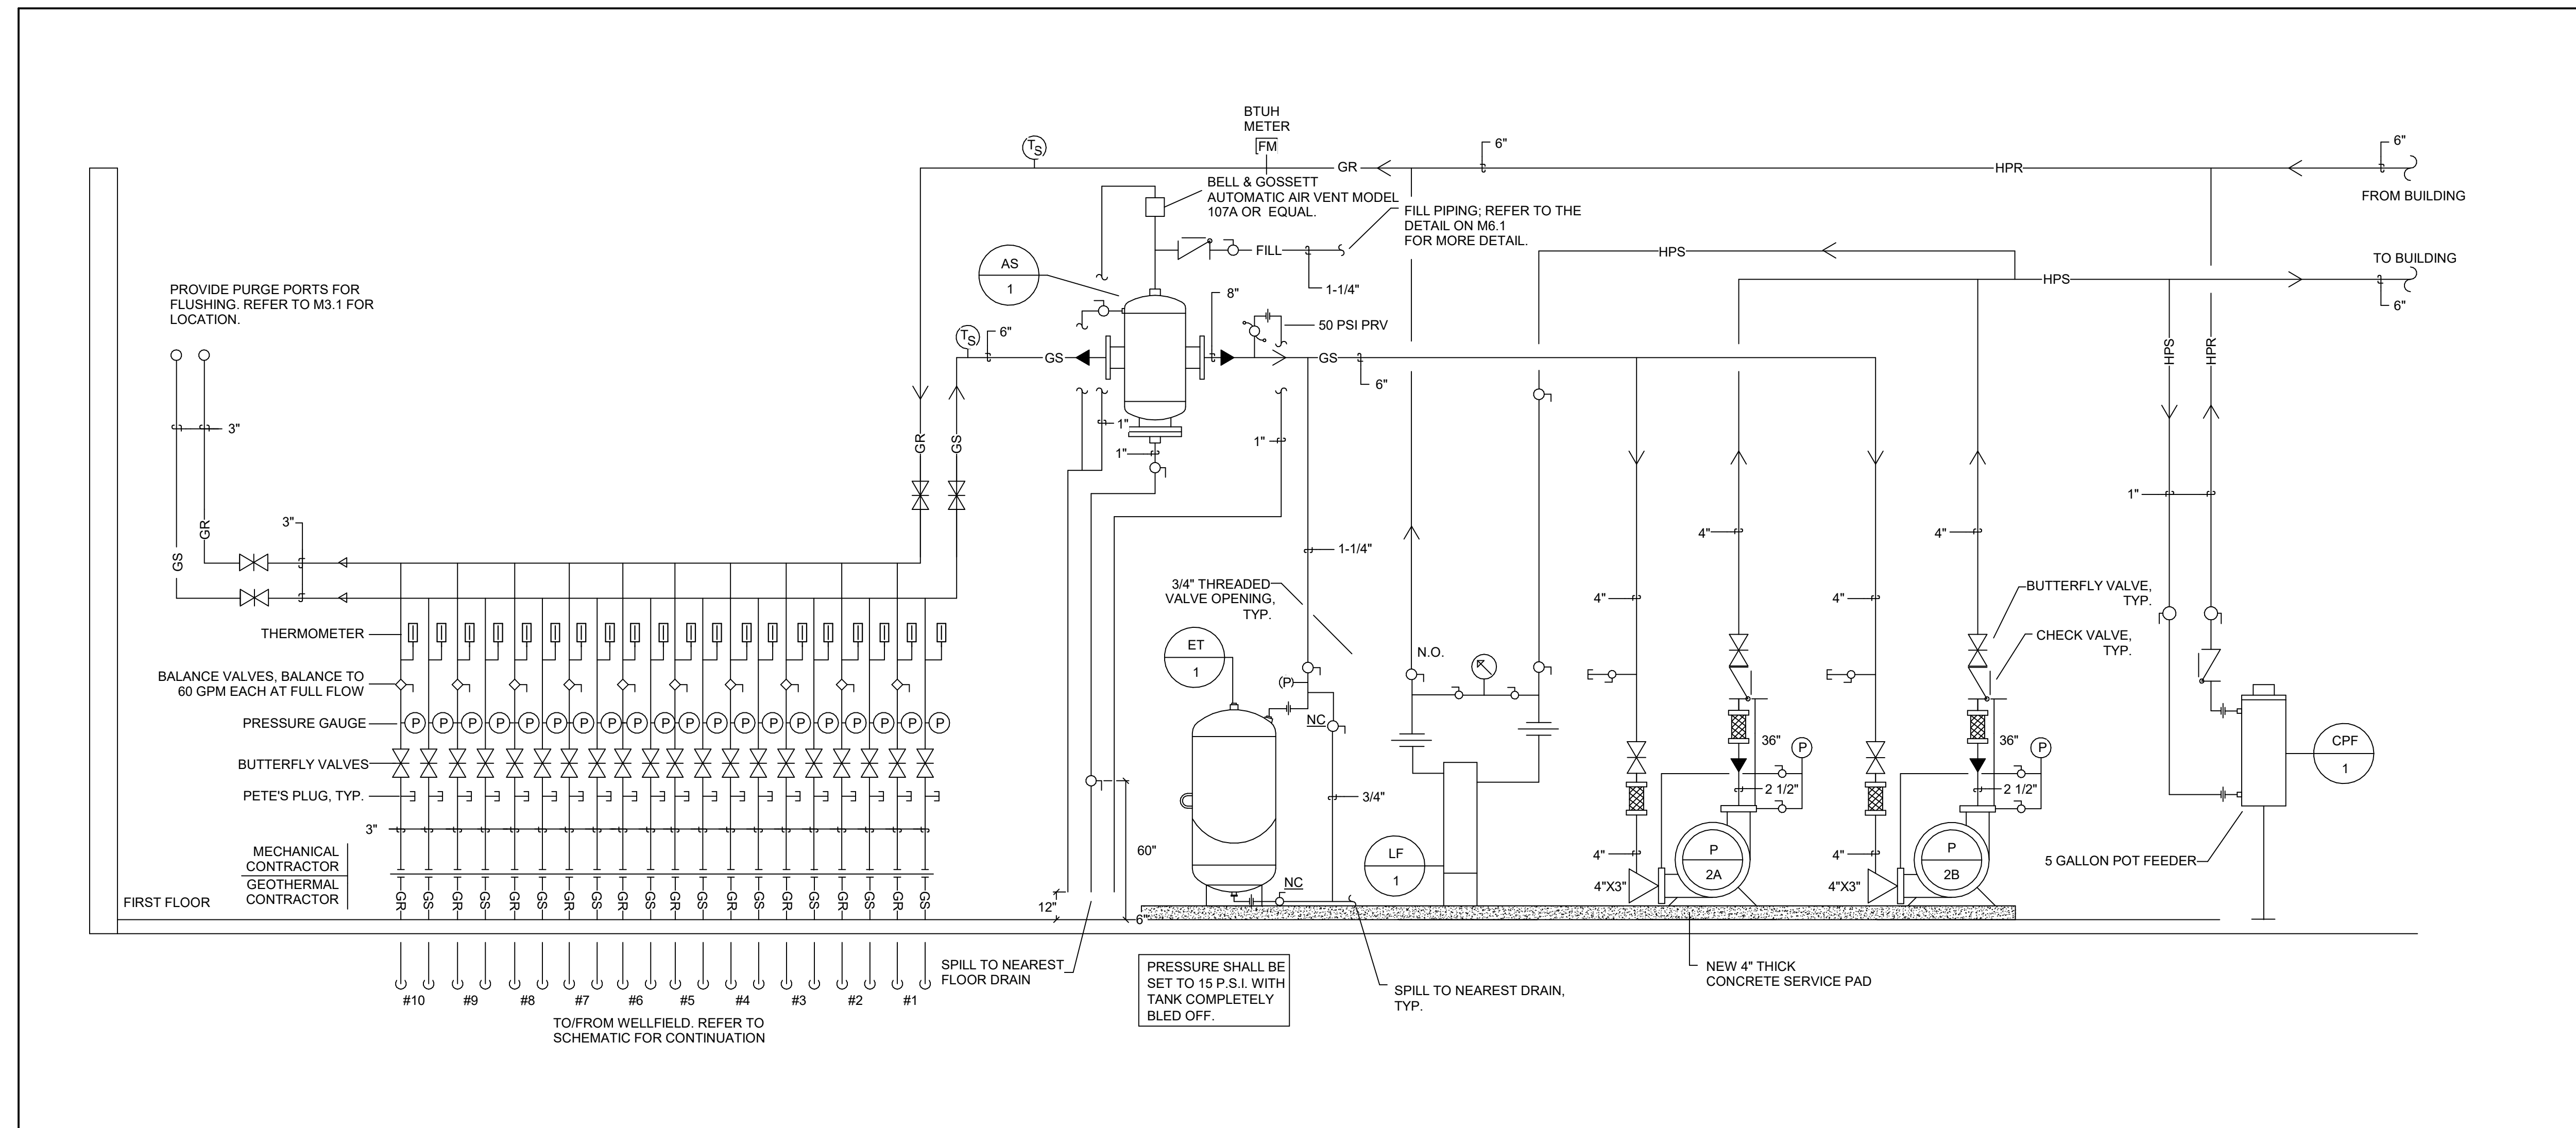 BTUH
METER
FM
TS
GR
6"
HPR
6"
FROM BUILDING
BELL & GOSSETT
AUTOMATIC AIR VENT MODEL
107A OR EQUAL.
FILL PIPING; REFER TO THE
DETAIL ON M6.1
FOR MORE DETAIL.
FILL
1-1/4"
HPS
TO BUILDING
HPS
6"
AS
1
8"
50 PSI PRV
TS
6"
GS
GS
6"
HPS
HPR
PROVIDE PURGE PORTS FOR
FLUSHING. REFER TO M3.1 FOR
LOCATION.
3"
GR
GS
1"
1"
1"
1"
GS
GR
3"
4"
4"
1-1/4"
3/4" THREADED
VALVE OPENING,
TYP.
4"
4"
BUTTERFLY VALVE,
TYP.
CHECK VALVE,
TYP.
THERMOMETER
BALANCE VALVES, BALANCE TO
60 GPM EACH AT FULL FLOW
PRESSURE GAUGE
P P P P P P P P P P P P P P P P P P P P
BUTTERFLY VALVES
PETE'S PLUG, TYP.
3"
MECHANICAL
CONTRACTOR
GEOTHERMAL
CONTRACTOR
FIRST FLOOR
GR GS GR GS GR GS GR GS GR GS GR GS GR GS GR GS GR GS GR GS
#10 #9 #8 #7 #6 #5 #4 #3 #2 #1
TO/FROM WELLFIELD. REFER TO
SCHEMATIC FOR CONTINUATION
ET
1
(P)
NC
N.O.
3/4"
60"
12"
6"
NC
LF
1
SPILL TO NEAREST
FLOOR DRAIN
PRESSURE SHALL BE
SET TO 15 P.S.I. WITH
TANK COMPLETELY
BLED OFF.
SPILL TO NEAREST DRAIN,
TYP.
36"
P
2 1/2"
4"
4"X3"
P
2A
36"
P
2 1/2"
4"
4"X3"
P
2B
NEW 4" THICK
CONCRETE SERVICE PAD
CPF
1
5 GALLON POT FEEDER